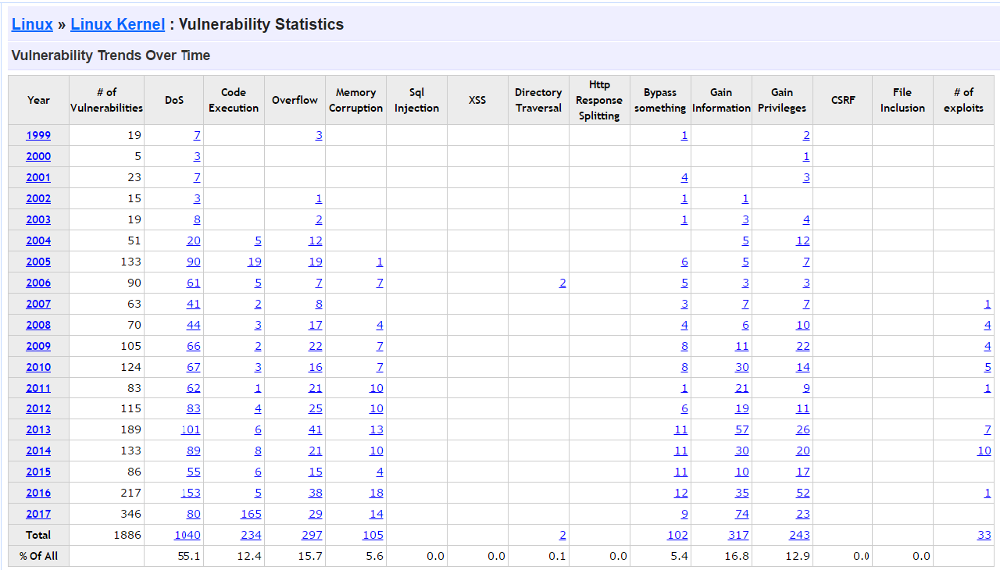 Linux » Linux Kernel : Vulnerability Statistics
Vulnerability Trends Over Time
Year # of Vulnerabilities DoS Code Execution Overflow Memory Corruption Sql Injection XSS Directory Traversal Http Response Splitting Bypass something Gain Information Gain Privileges CSRF File Inclusion # of exploits
1999 19 7 3 1 2
2000 5 3 1
2001 23 7 4 3
2002 15 3 1 1 1
2003 19 8 2 1 3 4
2004 51 20 5 12 5 12
2005 133 90 19 19 1 6 5 7
2006 90 61 5 7 7 2 5 3 3
2007 63 41 2 8 3 7 7 1
2008 70 44 3 17 4 4 6 10 4
2009 105 66 2 22 7 8 11 22 4
2010 124 67 3 16 7 8 30 14 5
2011 83 62 1 21 10 1 21 9 1
2012 115 83 4 25 10 6 19 11
2013 189 101 6 41 13 11 57 26 7
2014 133 89 8 21 10 11 30 20 10
2015 86 55 6 15 4 11 10 17
2016 217 153 5 38 18 12 35 52 1
2017 346 80 165 29 14 9 74 23
Total 1886 1040 234 297 105 2 102 317 243 33
% Of All 55.1 12.4 15.7 5.6 0.0 0.0 0.1 0.0 5.4 16.8 12.9 0.0 0.0